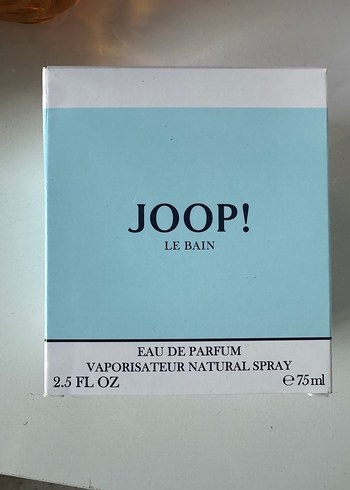 JOOP!
LE BAIN
EAU DE PARFUM
VAPORISATEUR NATURAL SPRAY
2.5 FL OZ ℮75ml